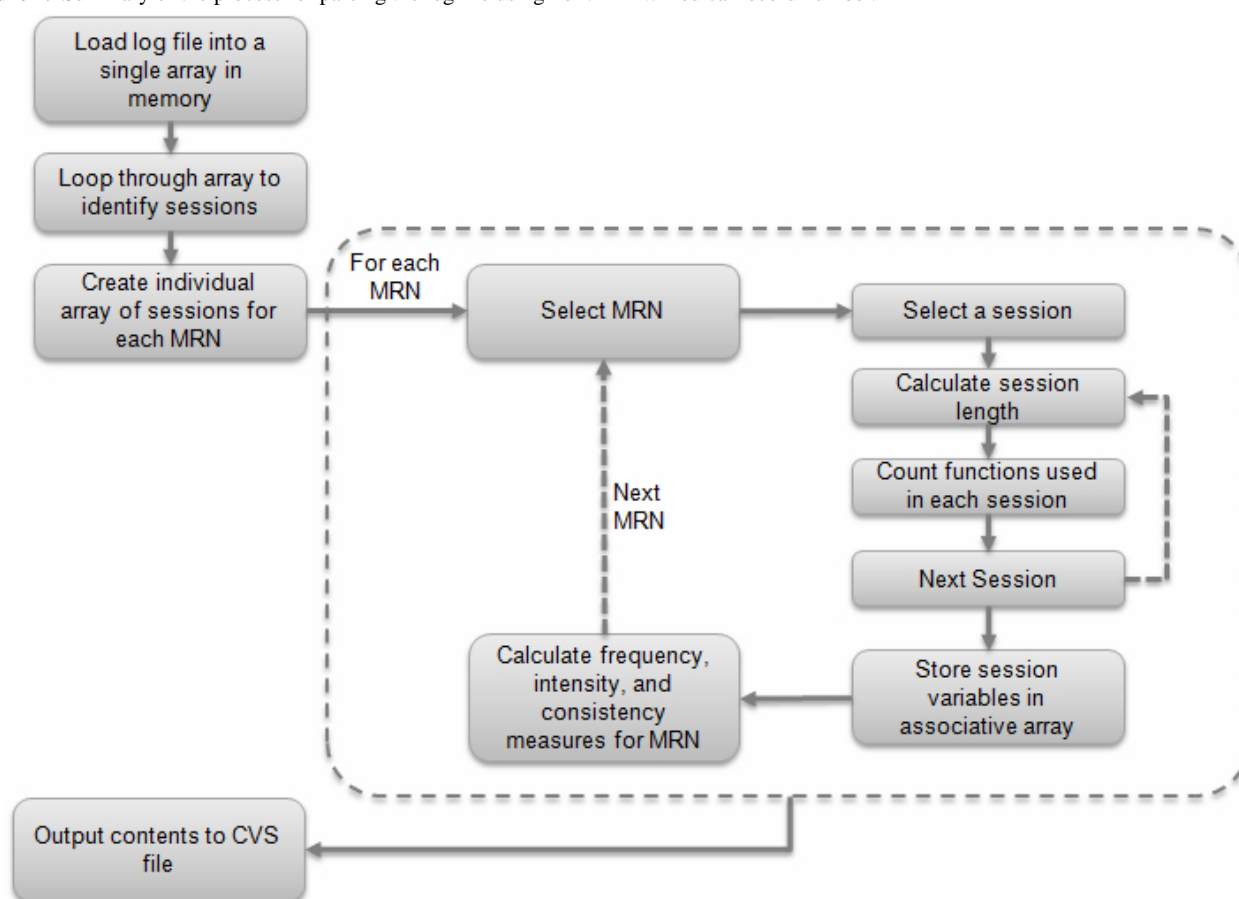 Load log file into a
single array in
memory
Loop through array to
identify sessions
Create individual
array of sessions for
each MRN
For each
MRN
Select MRN
Select a session
Calculate session
length
Count functions used
in each session
Next Session
Store session
variables in
associative array
Calculate frequency,
intensity, and
consistency
measures for MRN
Next
MRN
Output contents to CVS
file